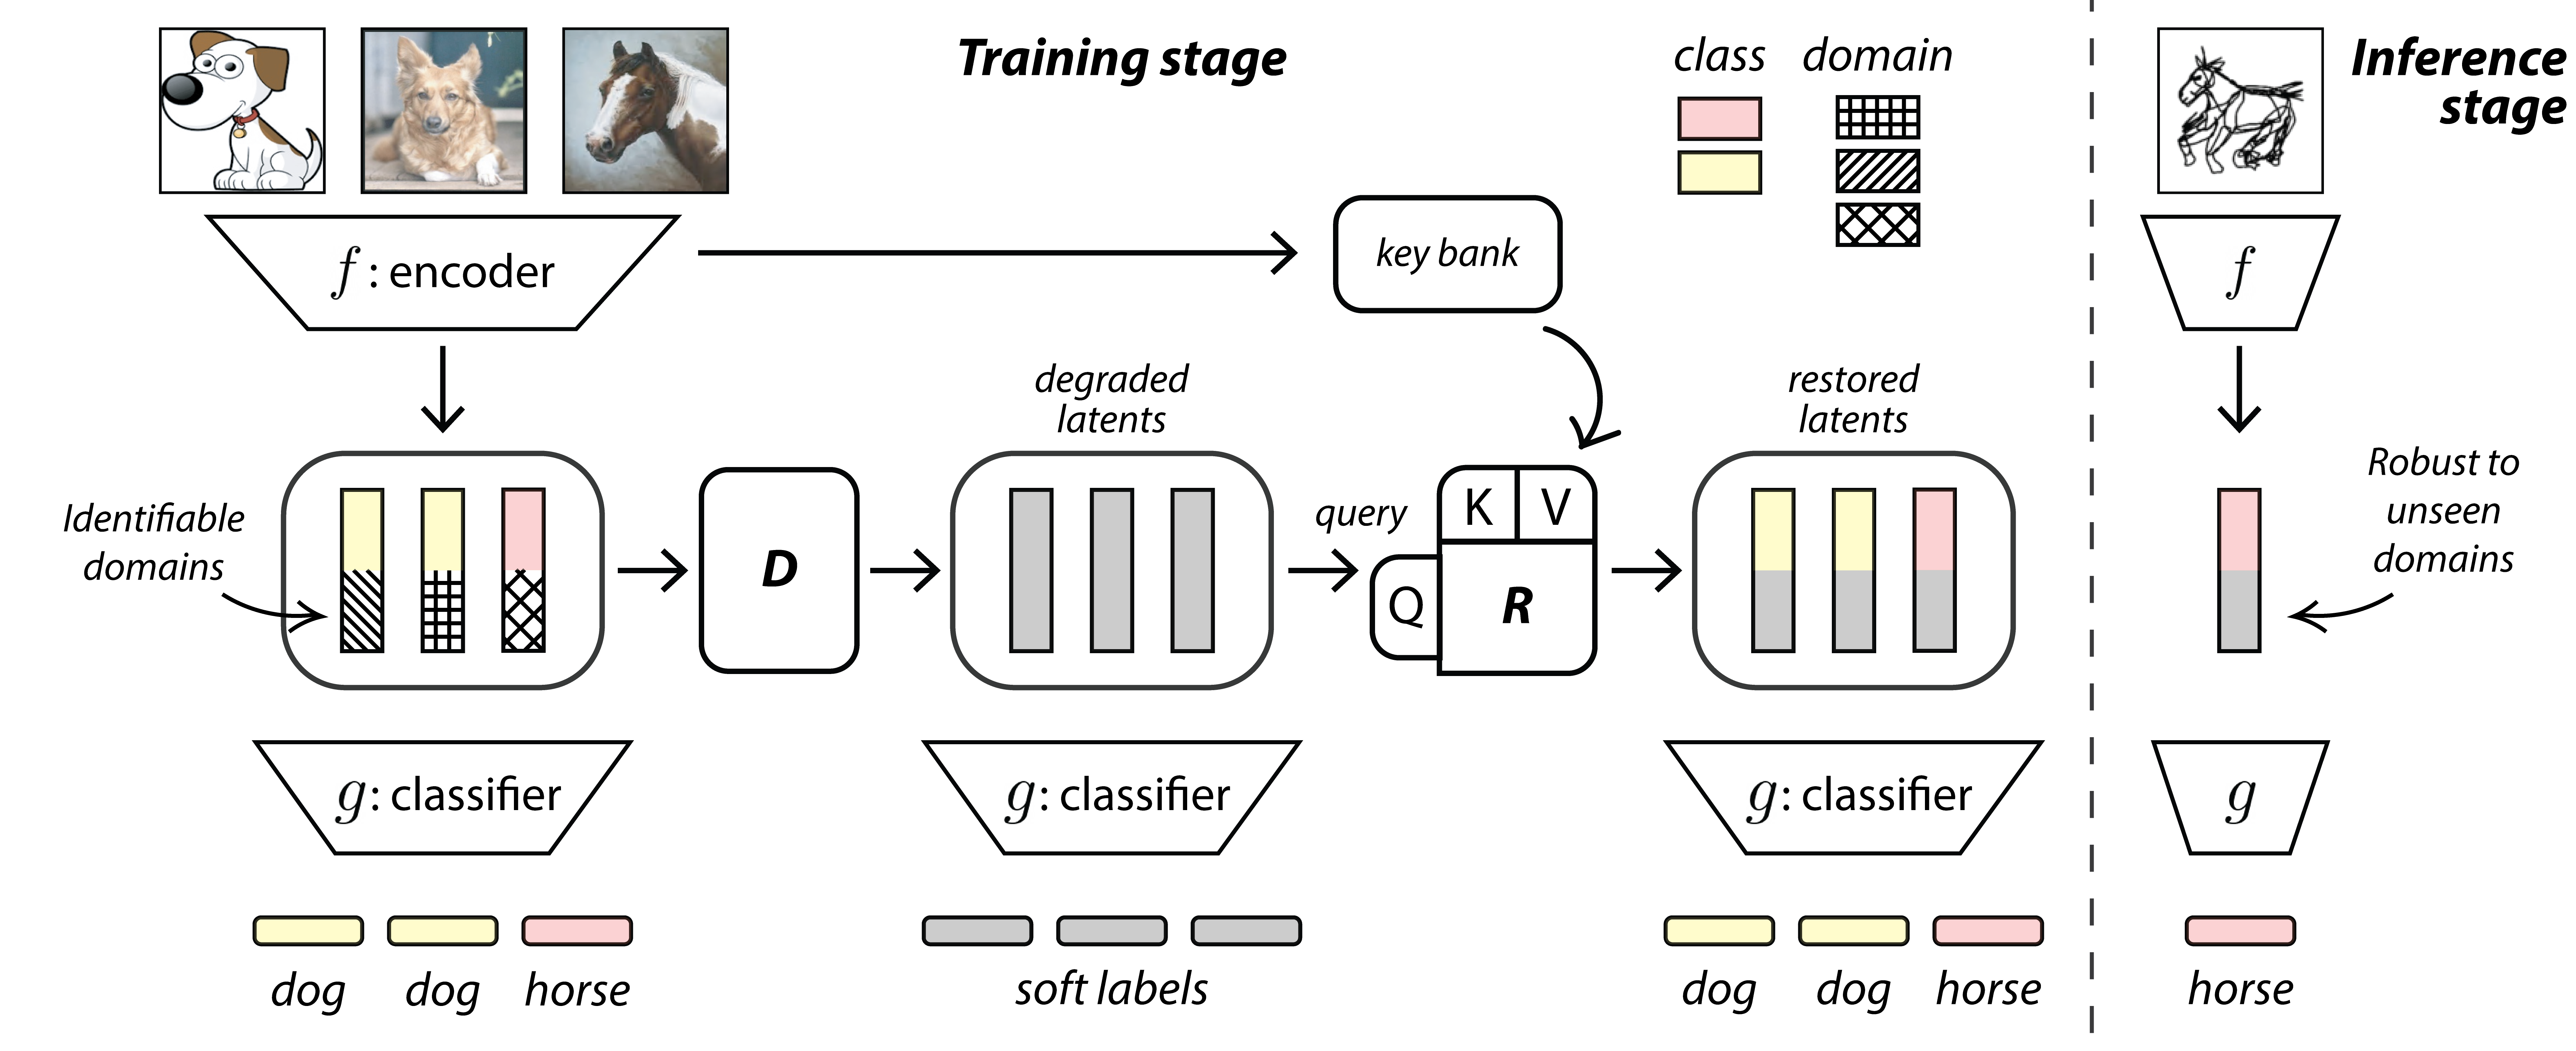 Training stage
class
domain
Inference
stage
f : encoder
key bank
f
degraded
latents
restored
latents
Identifiable
domains
D
query
K
V
Q
R
Robust to
unseen
domains
g: classifier
g: classifier
g: classifier
g
dog
dog
horse
soft labels
dog
dog
horse
horse